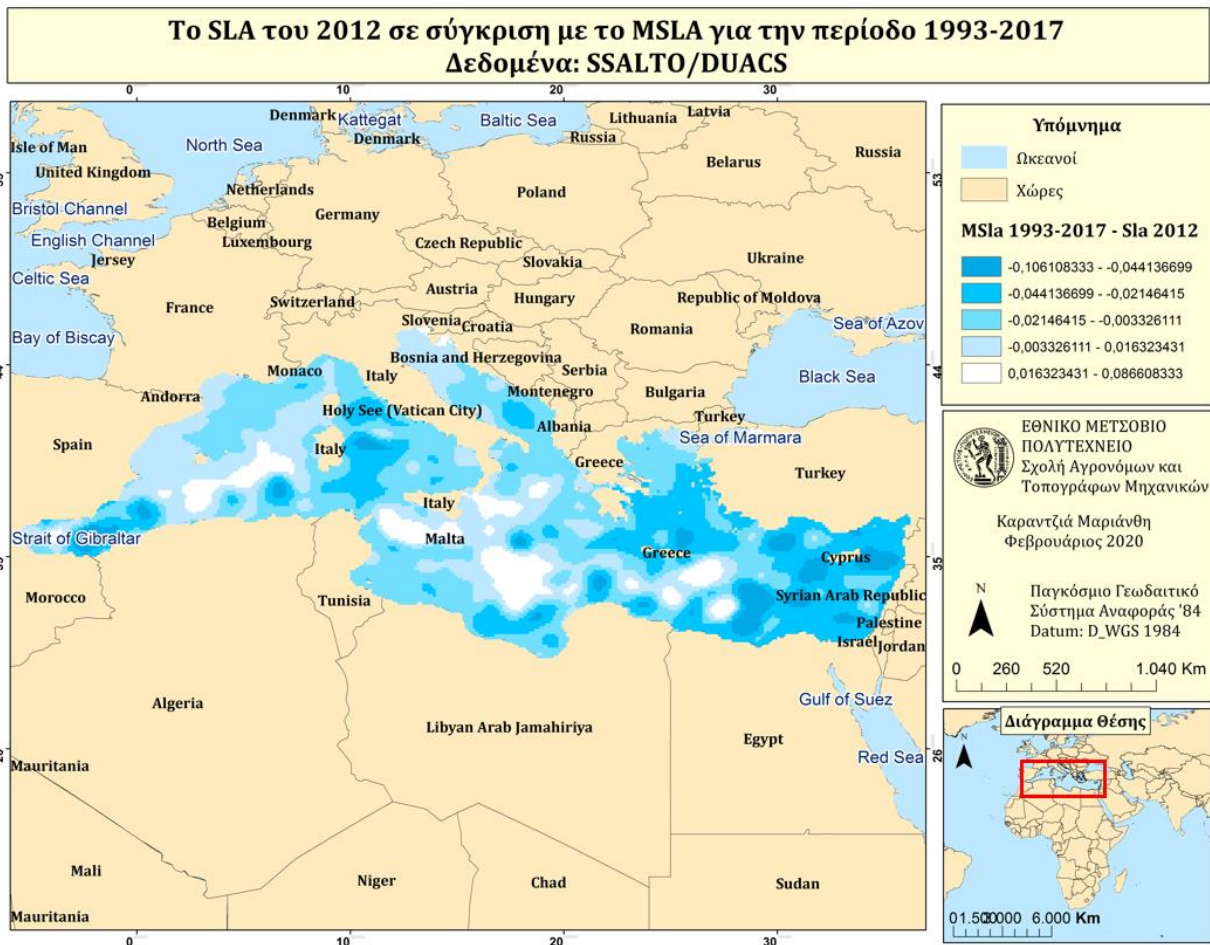 Το SLA του 2012 σε σύγκριση με το MSLA για την περίοδο 1993-2017
Δεδομένα: SSALTO/DUACS
0
10
20
30
Denmark
Kattegat
Denmark
Baltic Sea
Lithuania
Latvia
Russia
North Sea
Isle of Man
United Kingdom
Belarus
Russia
53
Netherlands
Poland
Bristol Channel
Belgium
Germany
English Channel
Luxembourg
Jersey
Czech Republic
Slovakia
Ukraine
Celtic Sea
Austria
Hungary
Republic of Moldova
France
Switzerland
Slovenia
Croatia
Romania
Sea of Azov
Bay of Biscay
Bosnia and Herzegovina
Serbia
Black Sea
44
Monaco
Italy
Montenegro
Bulgaria
Andorra
Holy See (Vatican City)
Albania
Turkey
Spain
Italy
Sea of Marmara
Greece
Turkey
Italy
Strait of Gibraltar
Malta
Greece
Cyprus
35
Morocco
Tunisia
Syrian Arab Republic
Palestine
Israel
Jordan
Algeria
Libyan Arab Jamahiriya
Egypt
Gulf of Suez
Red Sea
26
Mauritania
Mali
Niger
Chad
Sudan
Mauritania
0
10
20
30
Υπόμνημα
Ωκεανοί
Χώρες
MSla 1993-2017 - Sla 2012
-0,106108333 - -0,044136699
-0,044136699 - -0,02146415
-0,02146415 - -0,003326111
-0,003326111 - 0,016323431
0,016323431 - 0,086608333
ΕΘΝΙΚΟ ΜΕΤΣΟΒΙΟ
ΠΟΛΥΤΕΧΝΕΙΟ
Σχολή Αγρονόμων και
Τοπογράφων Μηχανικών
Καραντζιά Μαριάνθη
Φεβρουάριος 2020
N
Παγκόσμιο Γεωδαιτικό
Σύστημα Αναφοράς '84
Datum: D_WGS 1984
0 260 520 1.040 Km
Διάγραμμα Θέσης
N
0 1.500 3.000 6.000 Km